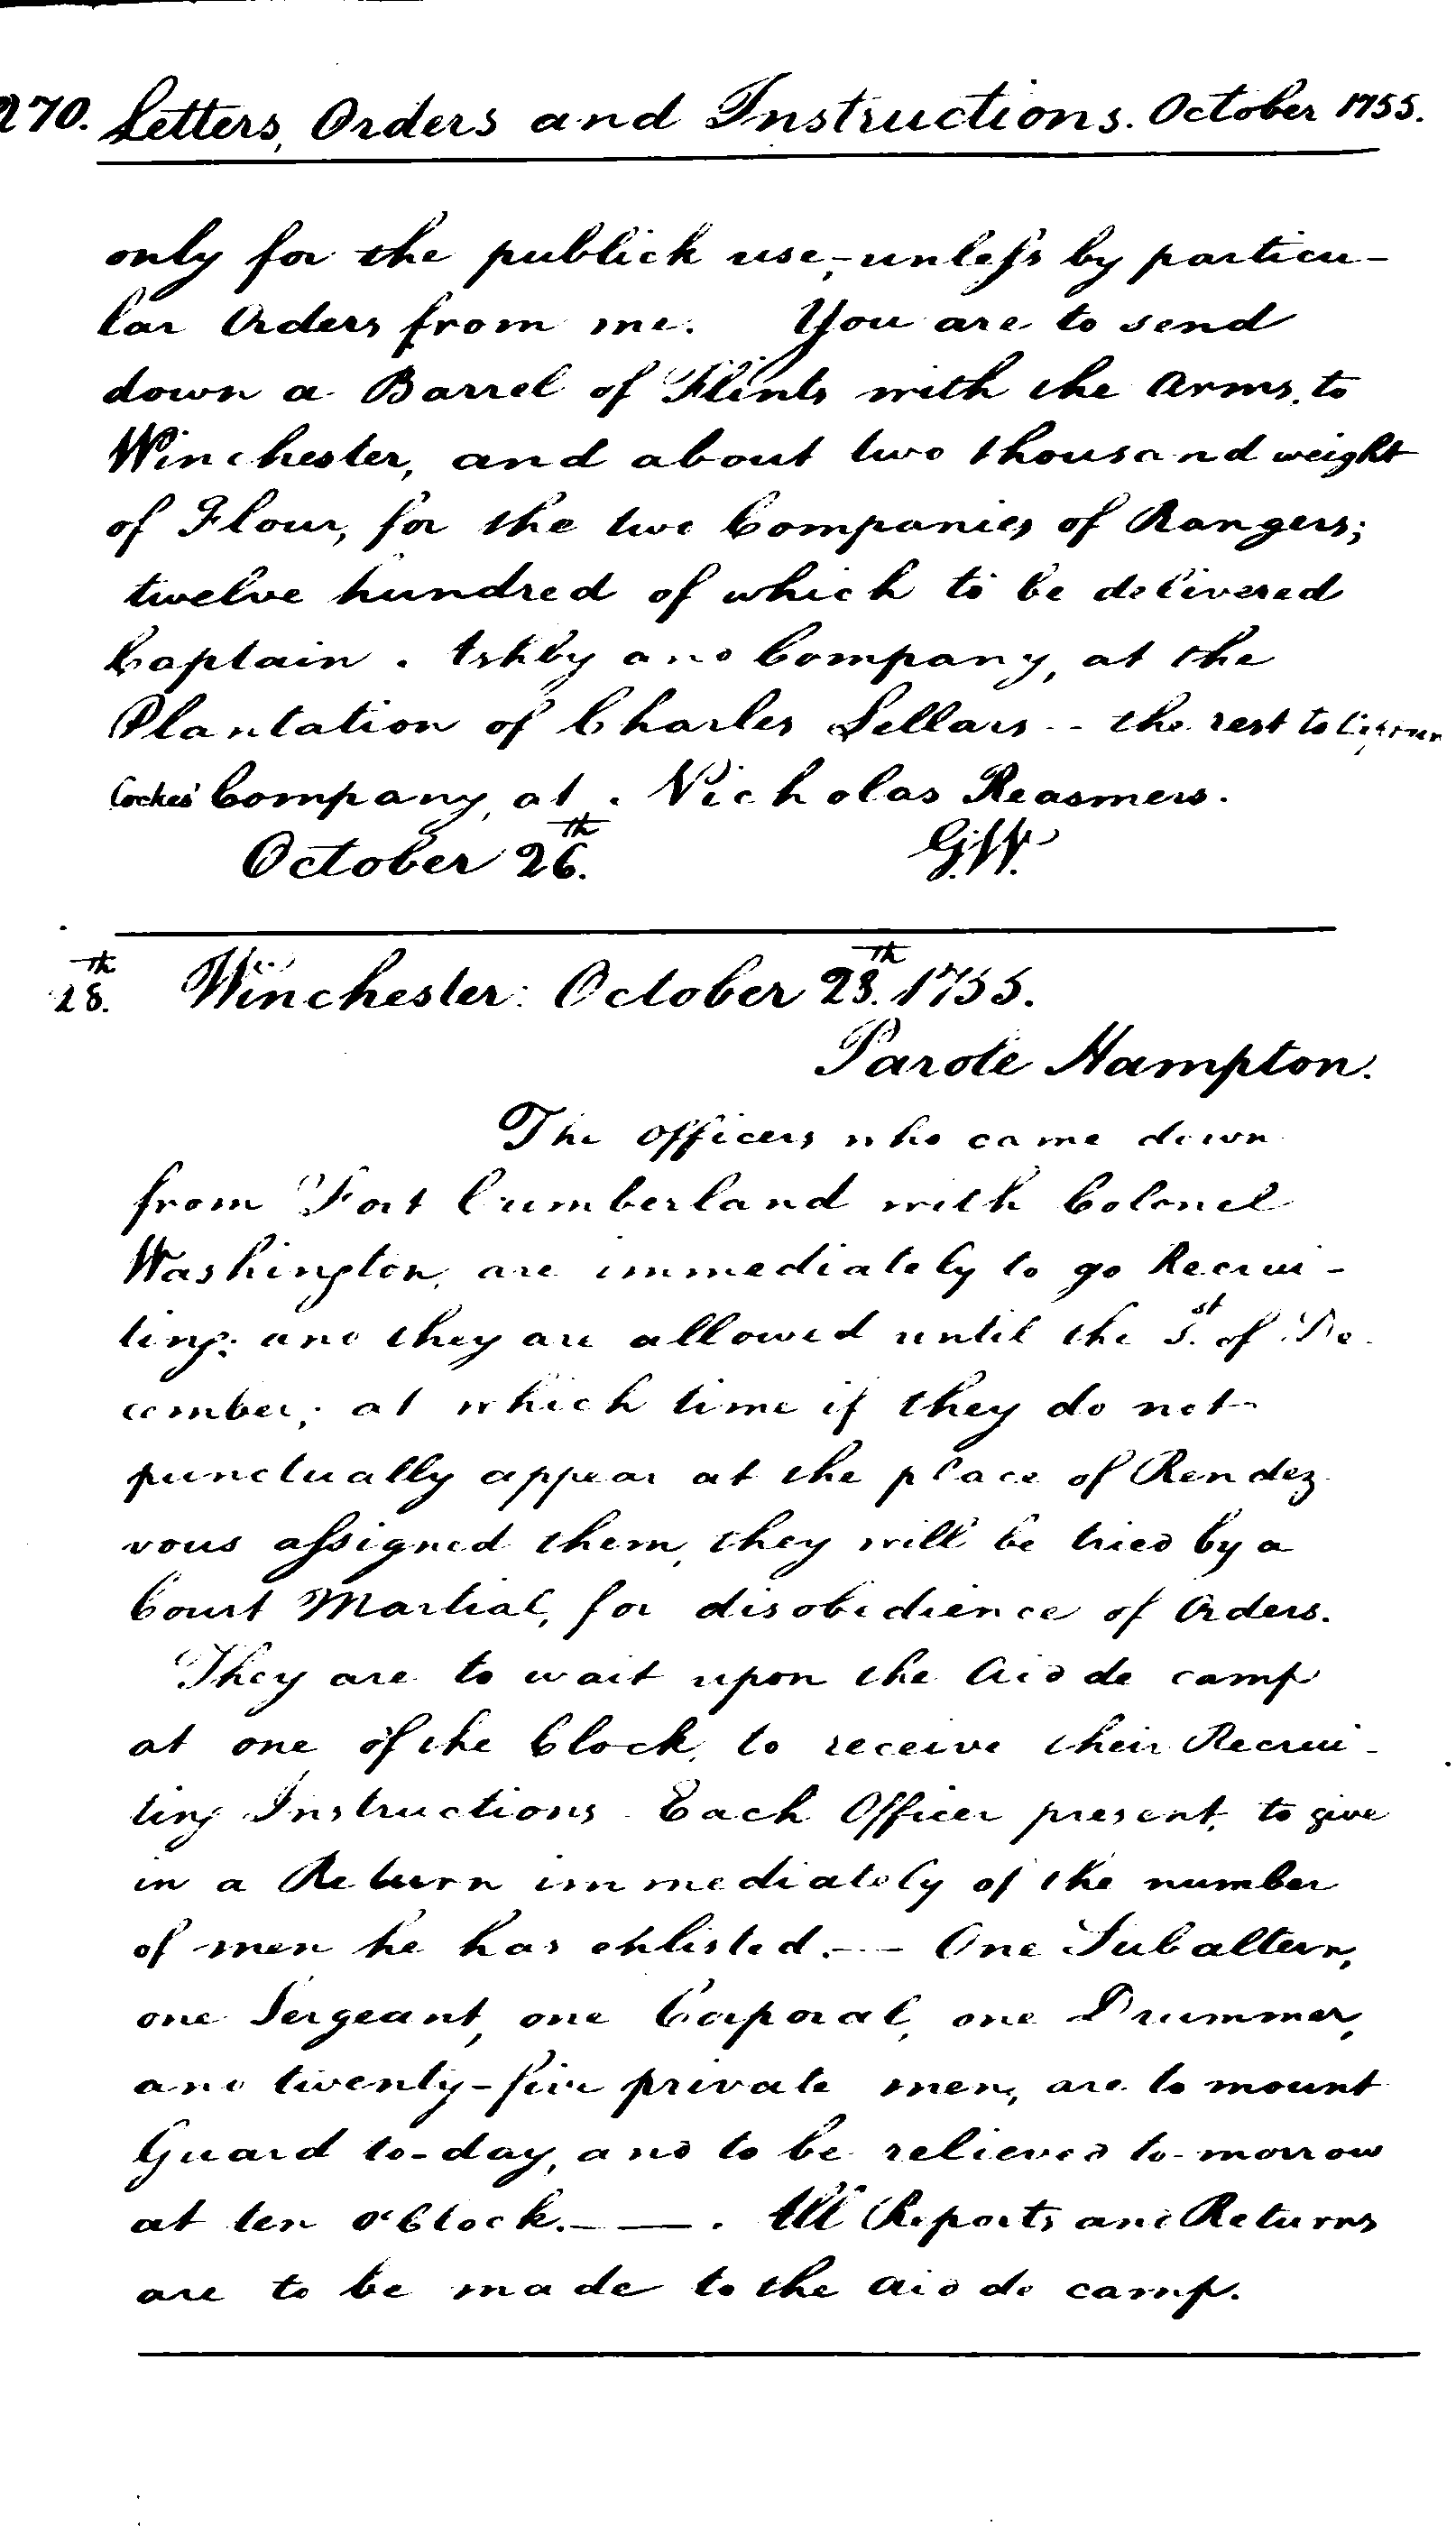 270. Letters, Orders and Instructions. October 1755.
only for the publick use,-unless by particu-
lar Orders from me. You are to send
down a Barrel of Flints with the Arms, to
Winchester, and about two thousand weight
of Flour, for the two Companies of Rangers;
twelve hundred of which to be delivered
Captain. Ashby and Company, at the
Plantation of Charles Sellars -- the rest to
Cockes' Company, at. Nicholas Reasmers.
October 26.th G.W.
28.th Winchester: October 28.th 1755.
Parole Hampton.
The Officers who came down
from Fort Cumberland with Colonel
Washington, are immediately to go Recrui-
ting; and they are allowed until the 1.st of De-
cember; at which time if they do not
punctually appear at the place of Rendez-
vous assigned them, they will be tried by a
Court Martial, for disobedience of Orders.
They are to wait upon the Aid de camp
at one of the Clock, to receive their Recrui-
ting Instructions. Each Officer present, to give
in a Return immediately of the number
of men he has enlisted.-- One Subaltern,
one Sergeant, one Corporal, one Drummer,
and twenty-five private men, are to mount
Guard to-day, and to be relieved to-morrow
at ten o'Clock.--. All Reports and Returns
are to be made to the Aid de camp.